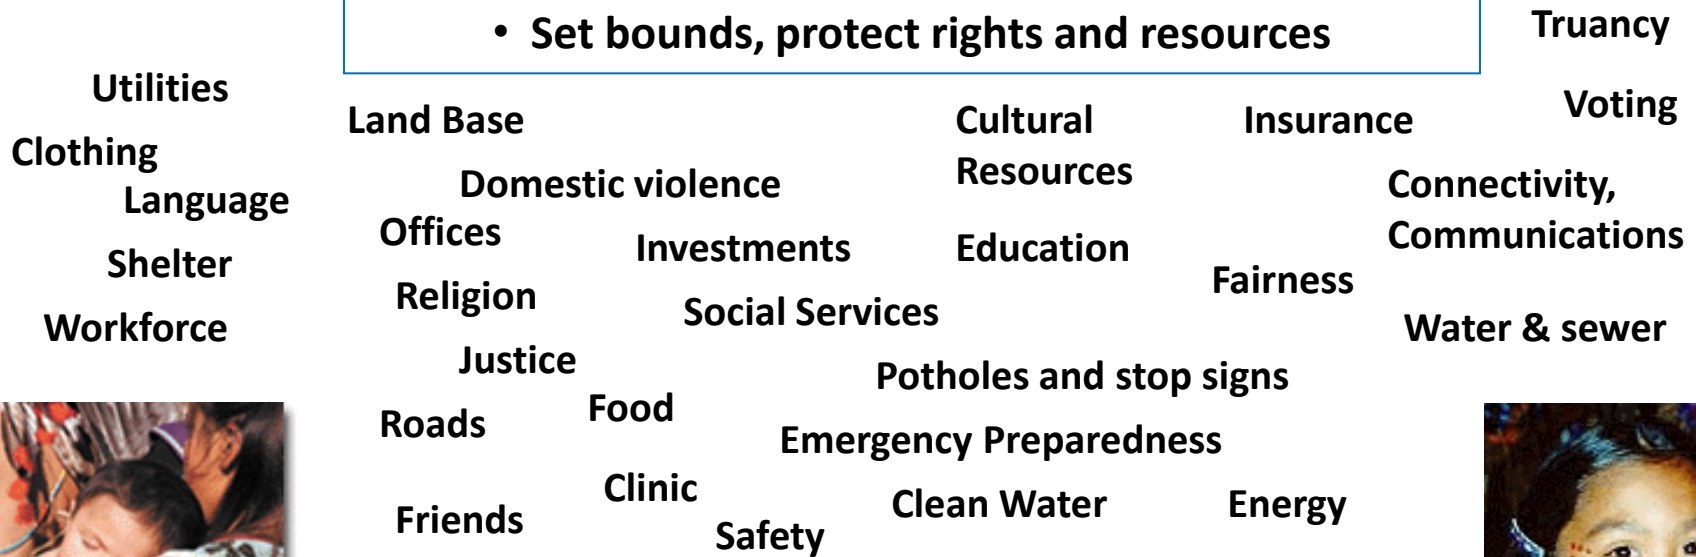 • Set bounds, protect rights and resources
Truancy
Utilities
Voting
Land Base
Cultural
Resources
Insurance
Clothing
Domestic violence
Connectivity,
Communications
Language
Offices
Investments
Education
Shelter
Fairness
Religion
Social Services
Workforce
Water & sewer
Justice
Potholes and stop signs
Food
Roads
Emergency Preparedness
Clinic
Clean Water
Energy
Friends
Safety